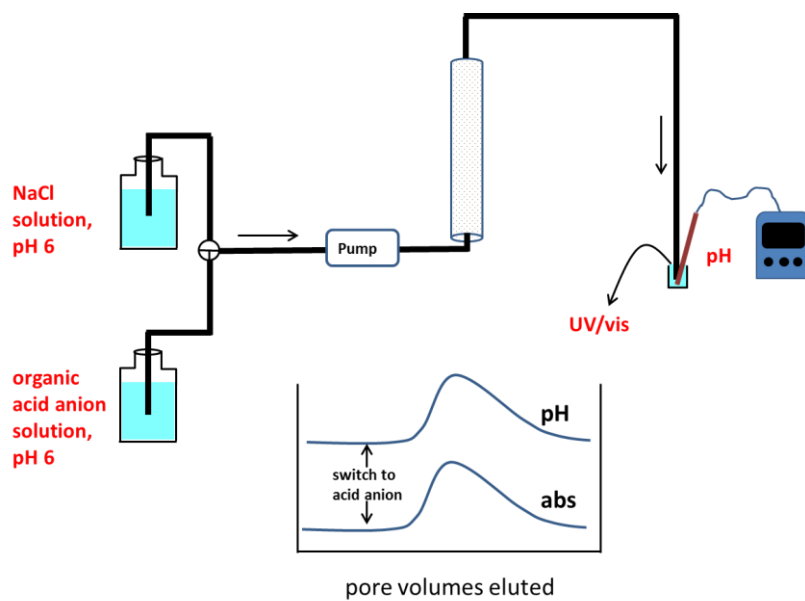 NaCl
solution,
pH 6
Pump
pH
UV/vis
organic
acid anion
solution,
pH 6
pH
switch to
acid anion
abs
pore volumes eluted